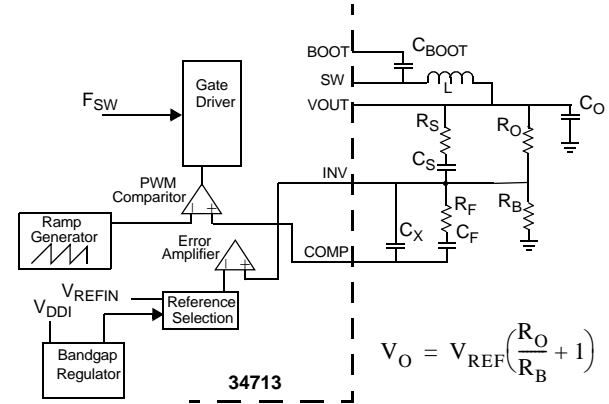 BOOT
C_BOOT
SW
L
VOUT
C_O
Gate
Driver
F_SW
R_S
R_O
C_S
PWM
Comparitor
INV
R_F
R_B
Ramp
Generator
Error
Amplifier
C_X
C_F
COMP
V_REFIN
V_DDI
Reference
Selection
Bandgap
Regulator
34713
V_O = V_REF(R_O/R_B + 1)